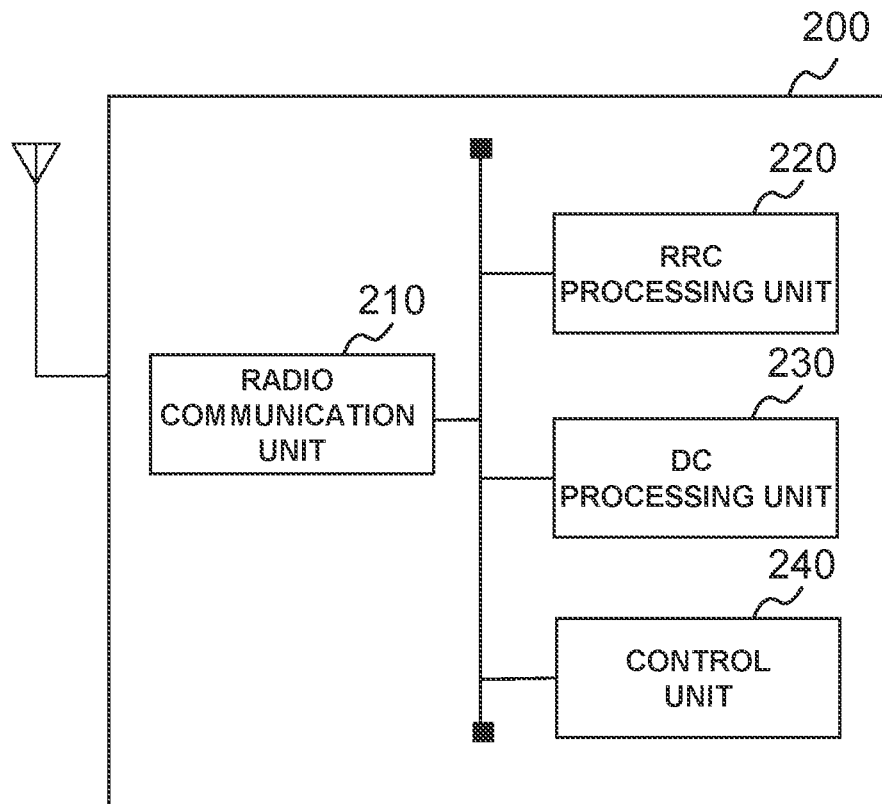 200
220
RRC
PROCESSING UNIT
210
RADIO
COMMUNICATION
UNIT
230
DC
PROCESSING UNIT
240
CONTROL
UNIT